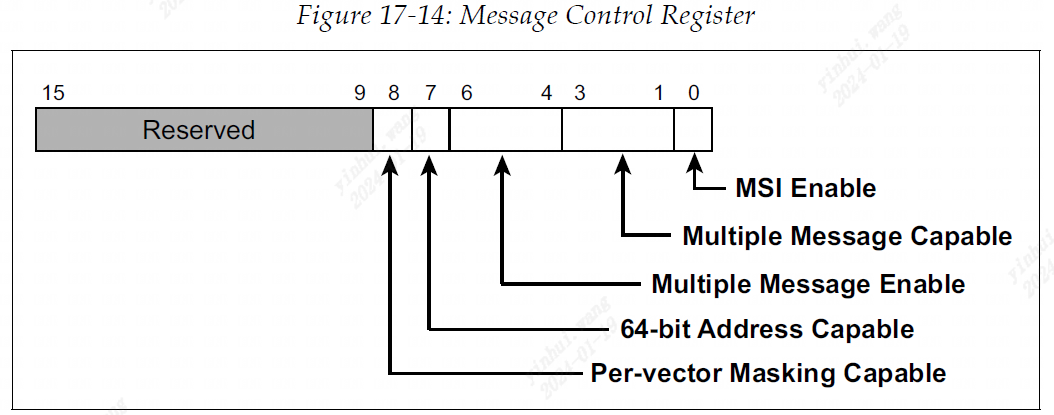 Figure 17-14: Message Control Register
15 9 8 7 6 4 3 1 0
Reserved
MSI Enable
Multiple Message Capable
Multiple Message Enable
64-bit Address Capable
Per-vector Masking Capable
yinhui.wang
2024-01-19